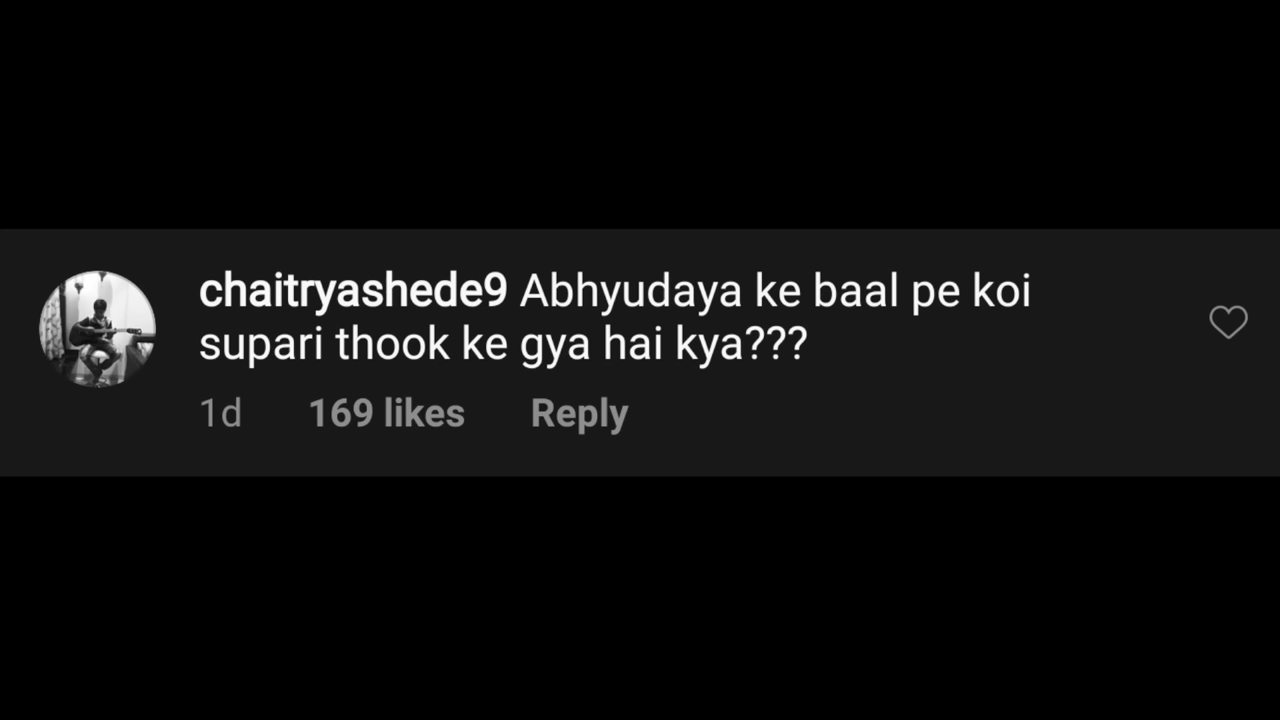 chaitryashede9 Abhyudaya ke baal pe koi
supari thook ke gya hai kya???
1d 169 likes Reply